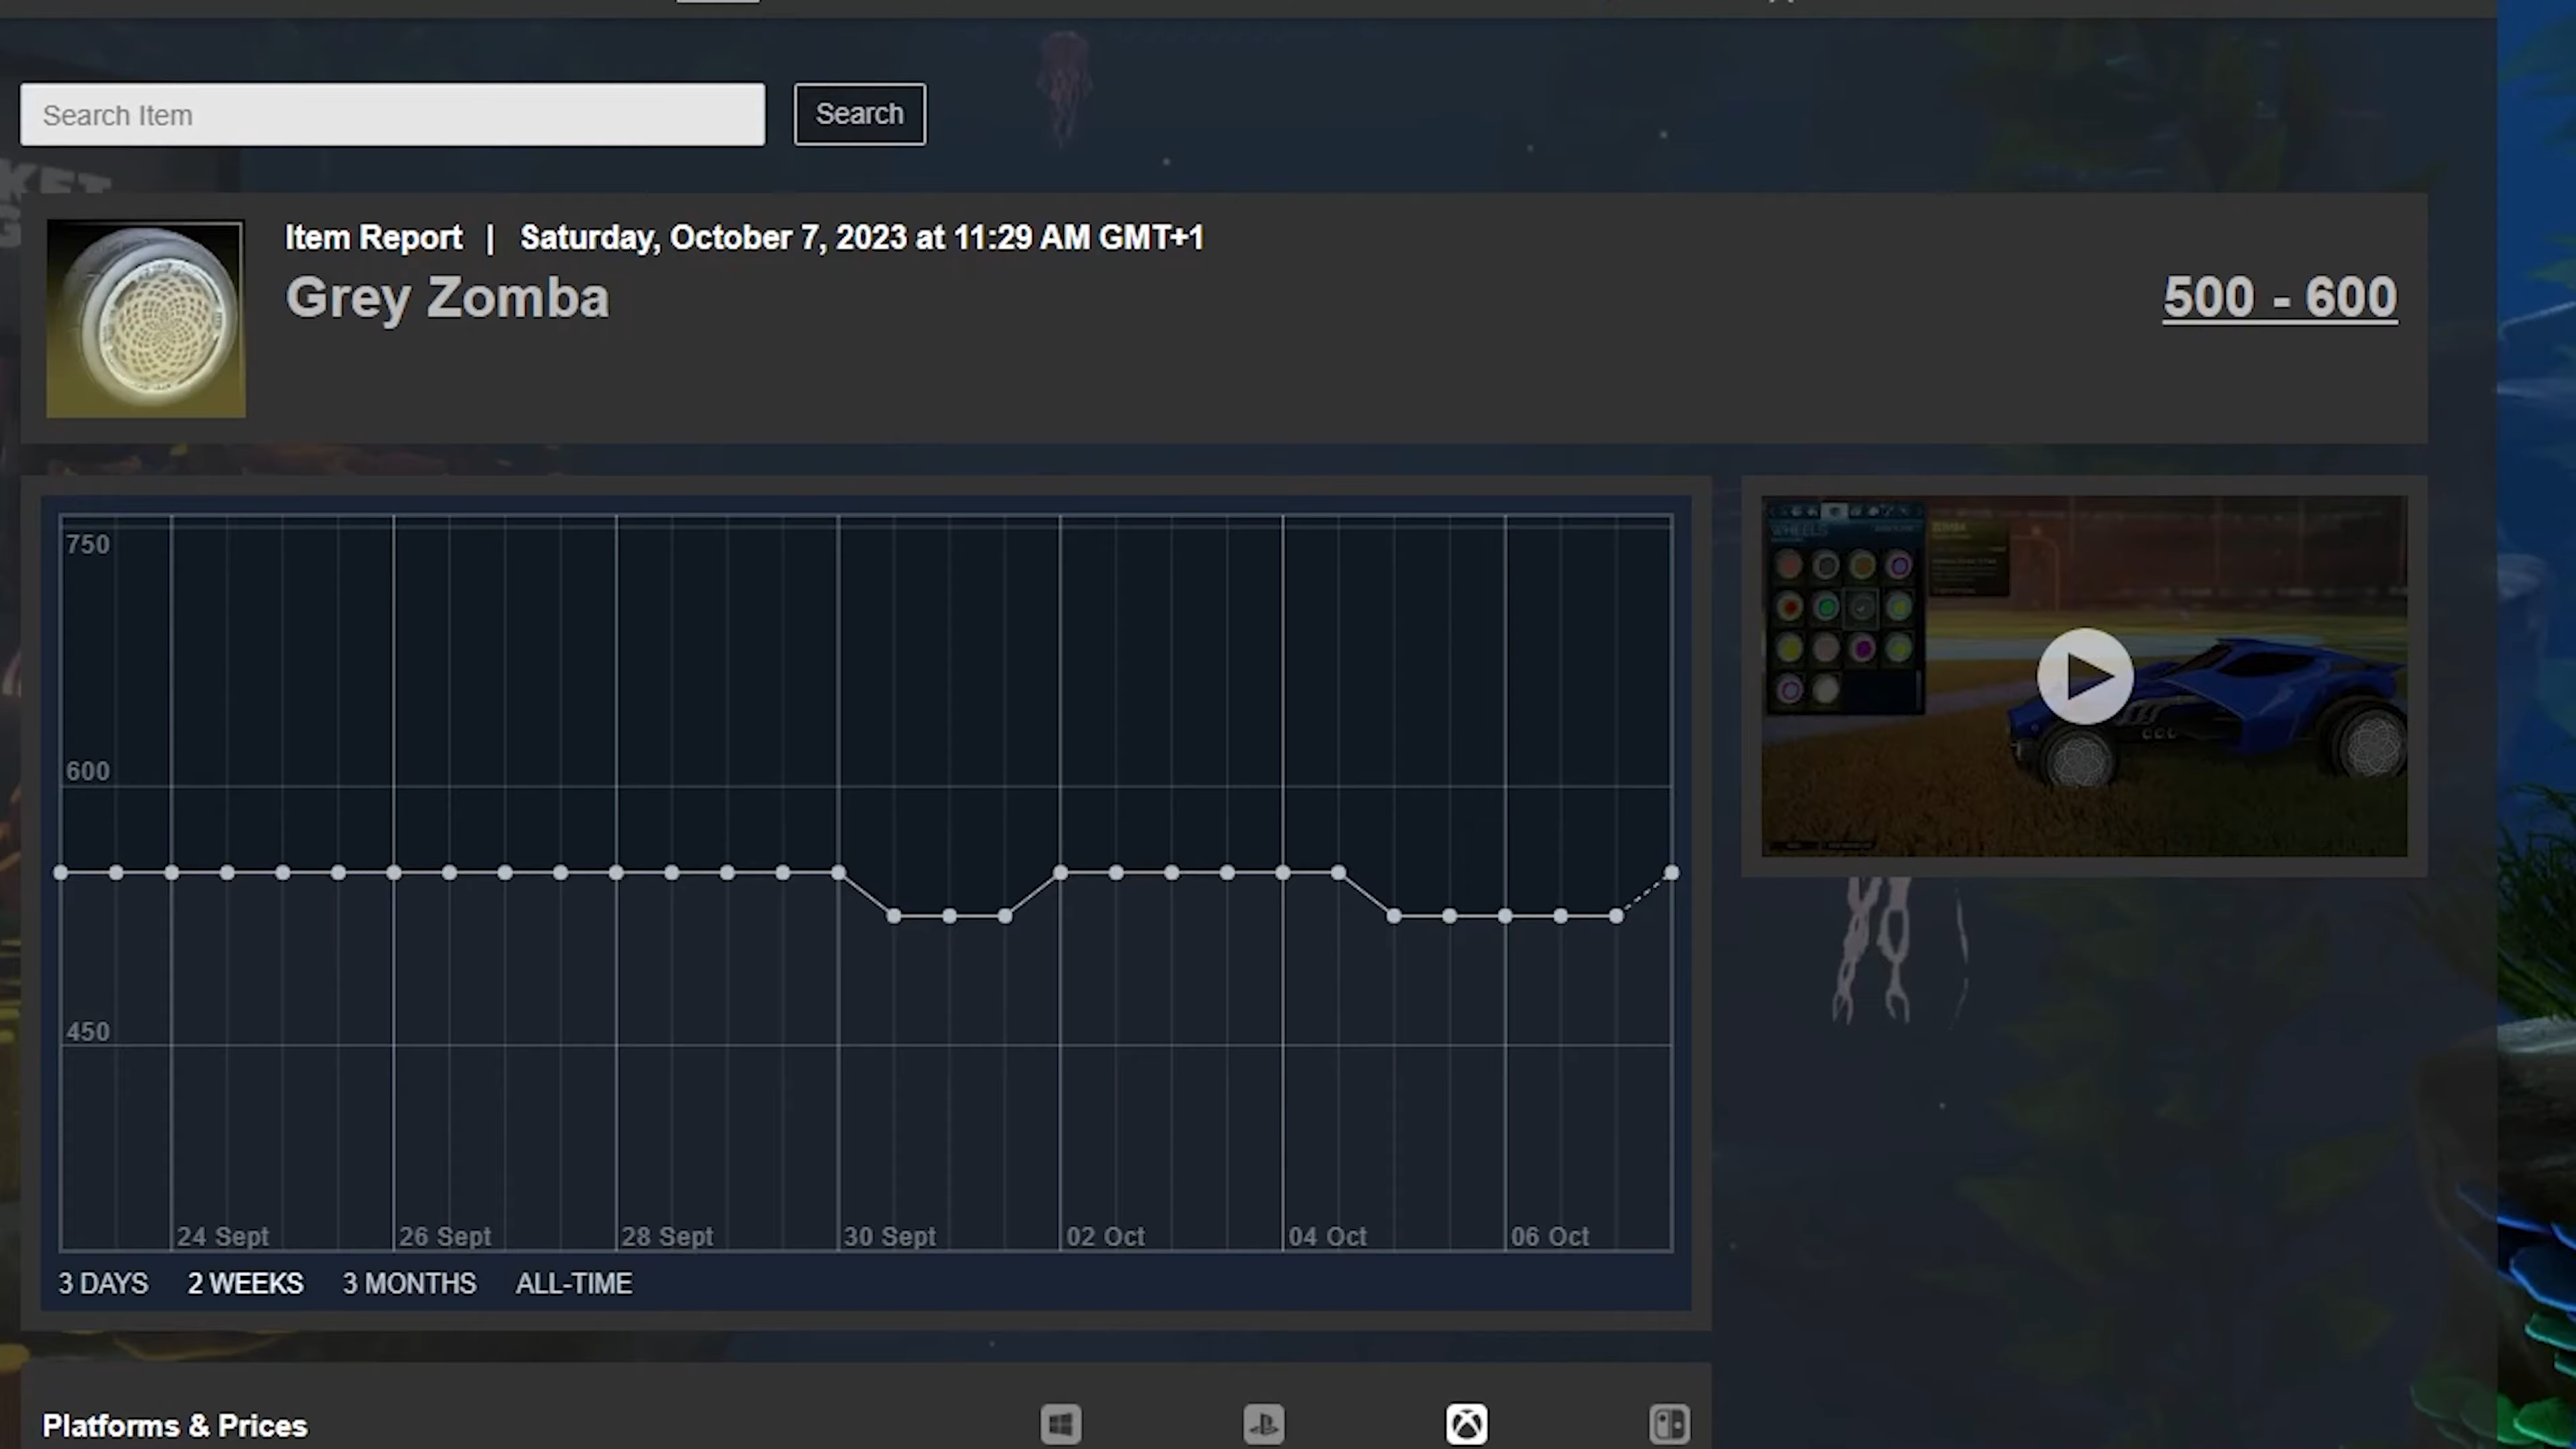 Search Item
Search
KET
Item Report | Saturday, October 7, 2023 at 11:29 AM GMT+1
Grey Zomba
500 - 600
750
600
450
24 Sept
26 Sept
28 Sept
30 Sept
02 Oct
04 Oct
06 Oct
WHEELS
3 DAYS
2 WEEKS
3 MONTHS
ALL-TIME
Platforms & Prices